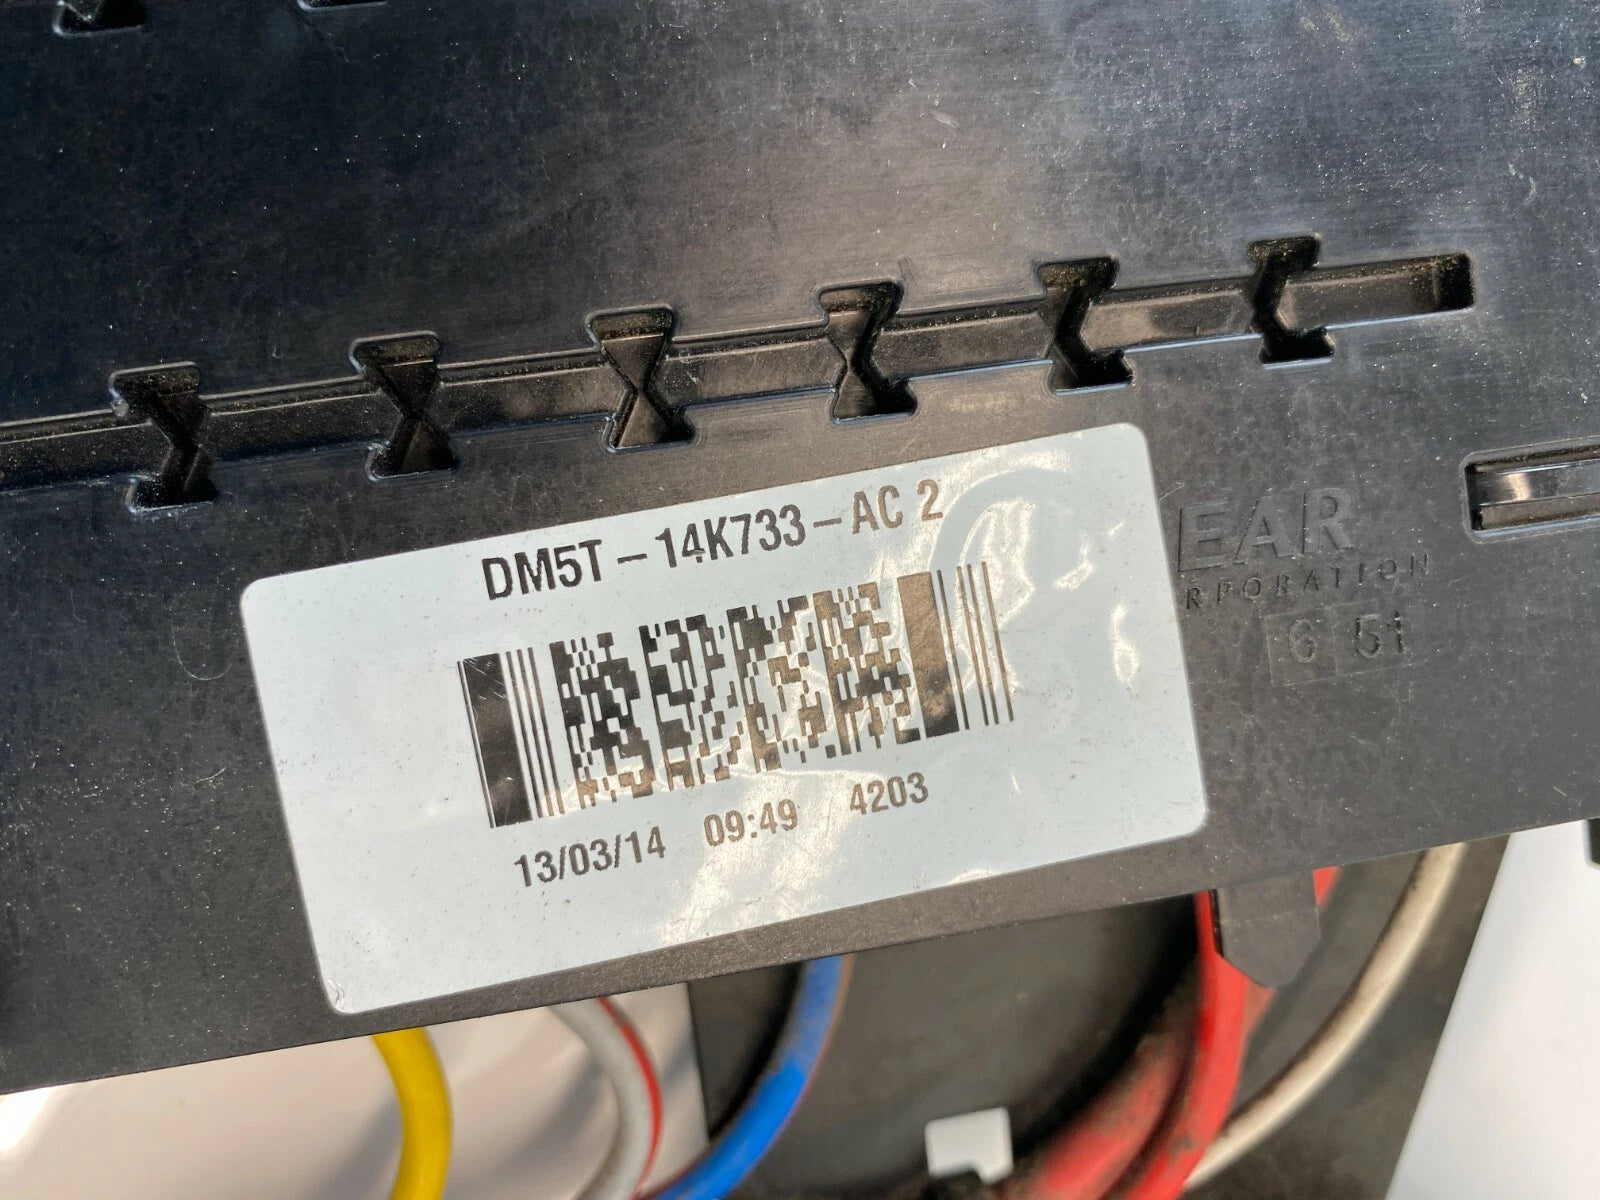 DM5T-14K733-AC 2
13/03/14 09:49 4203
EAR
RPORATION
6 51